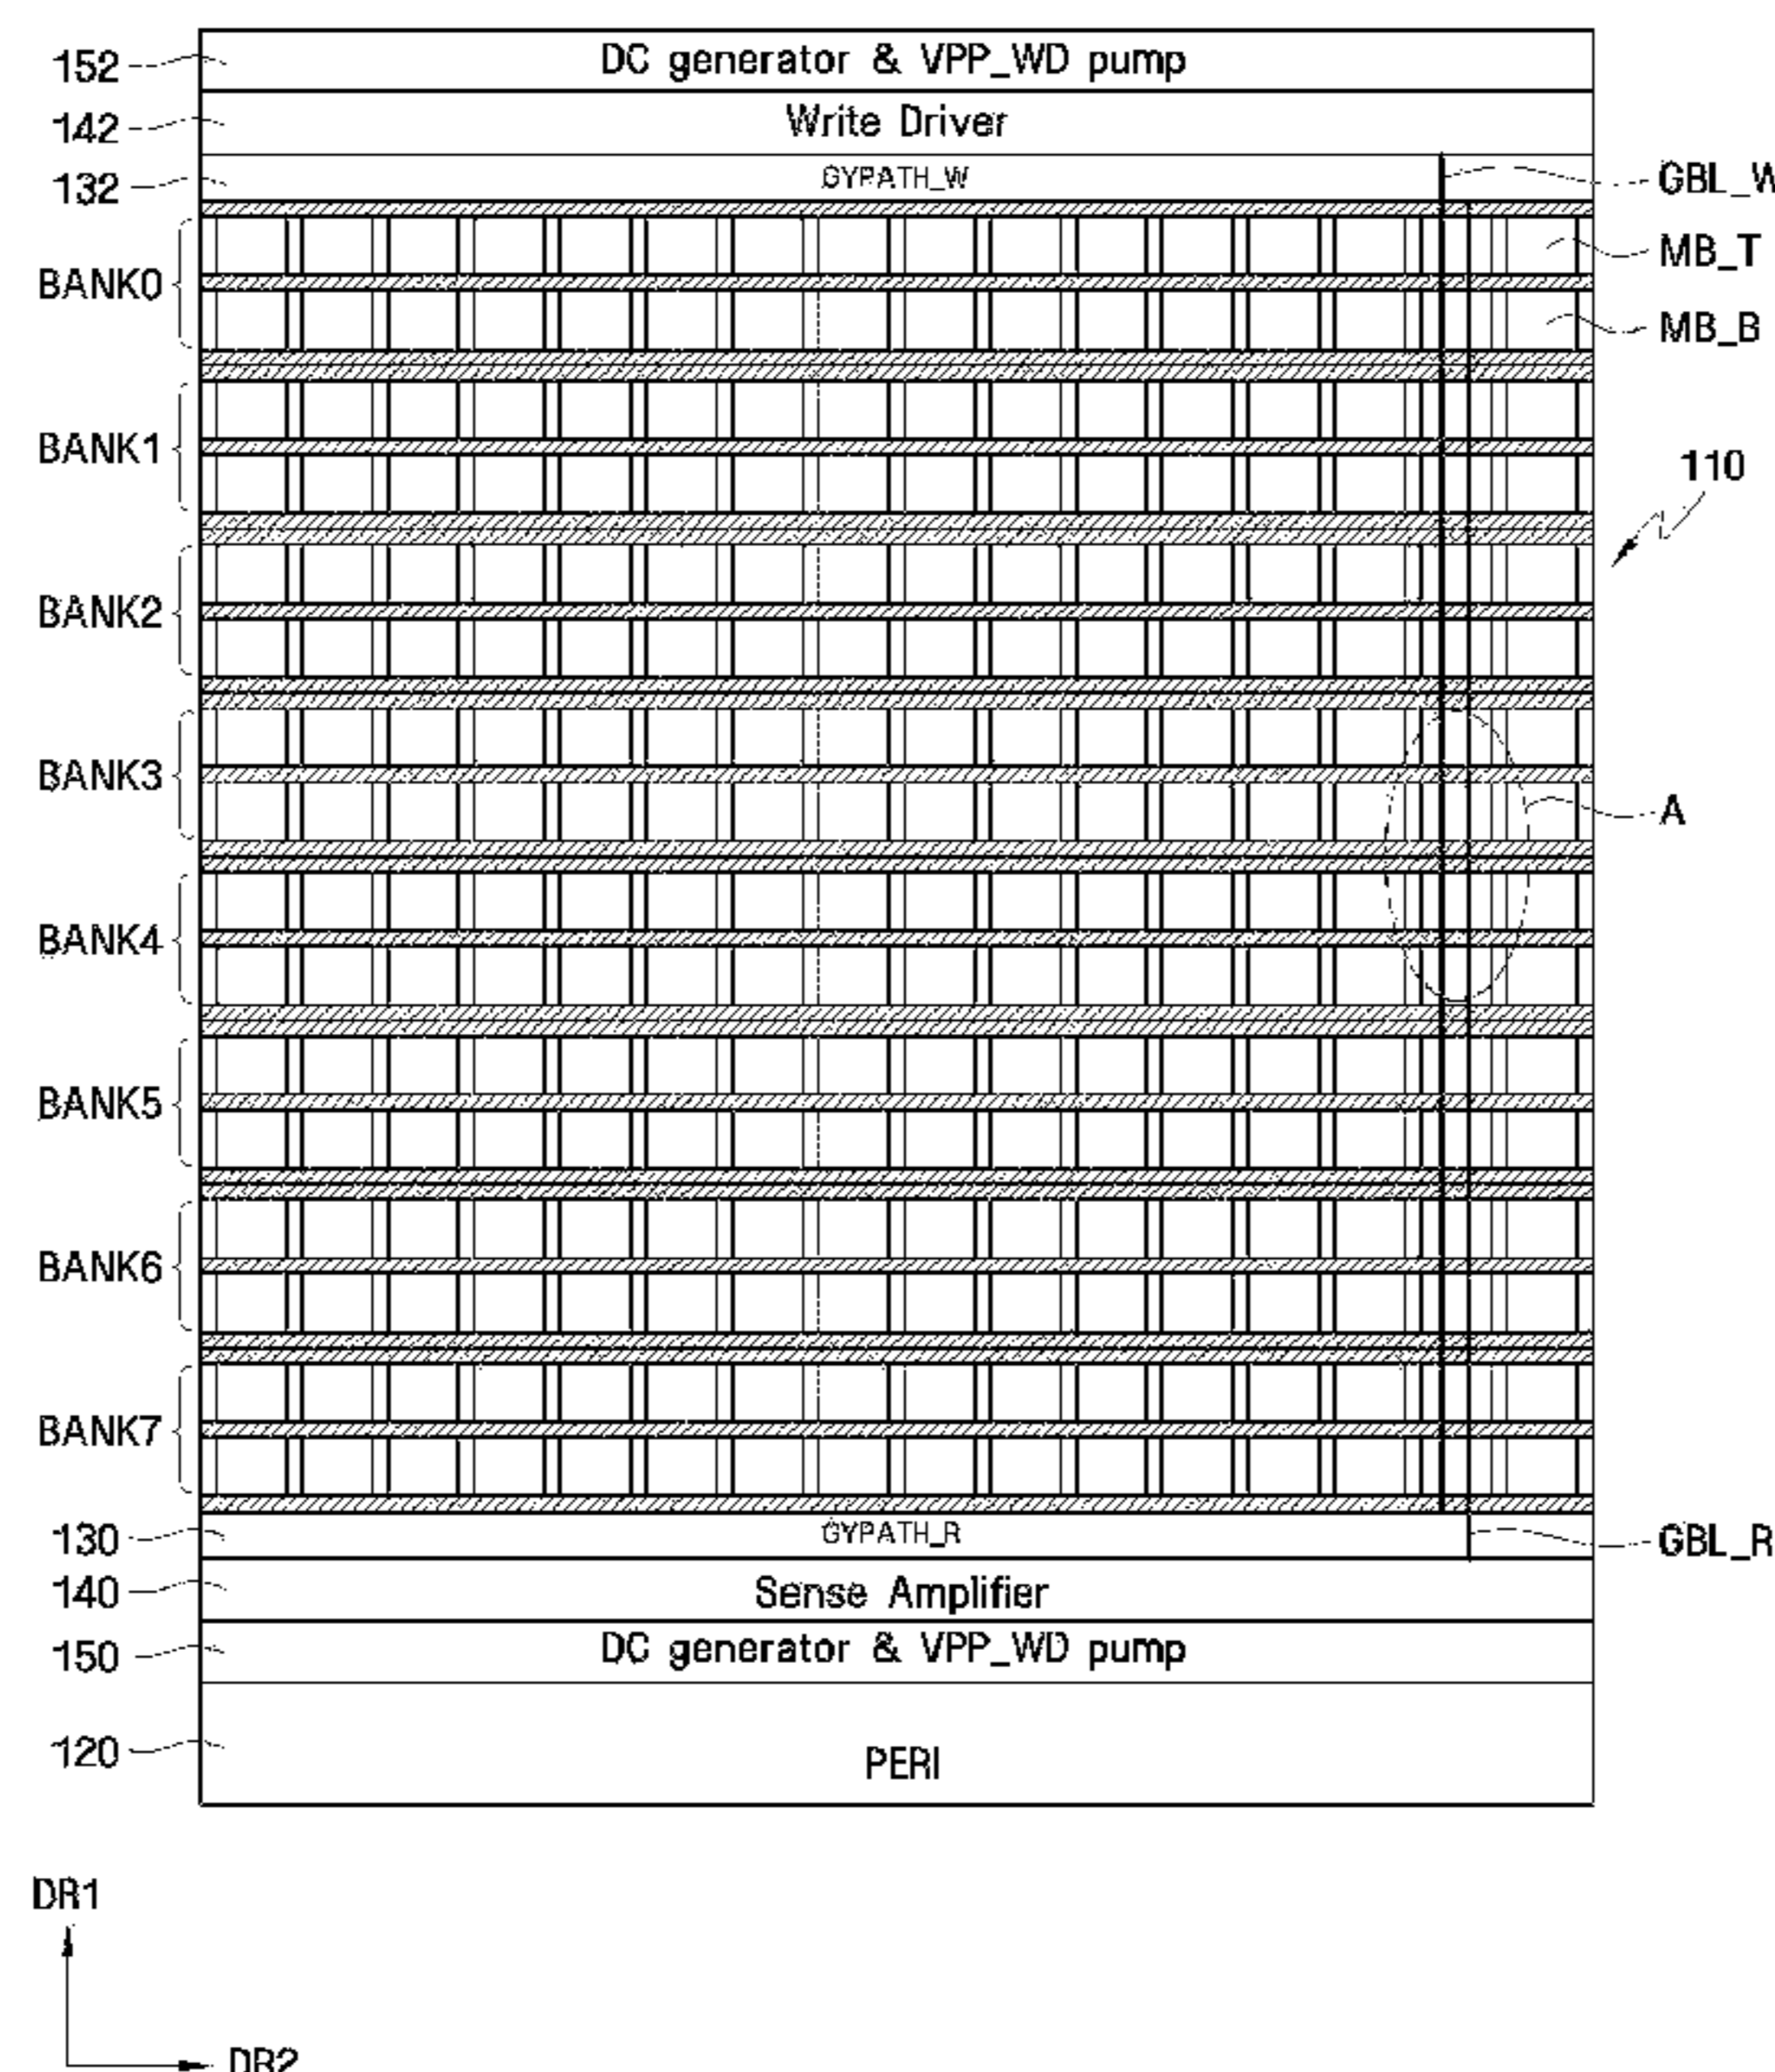 152 DC generator & VPP_WD pump
142 Write Driver
132 GYPATH_W GBL_W
MB_T
BANK0
MB_B
BANK1
110
BANK2
BANK3
A
BANK4
BANK5
BANK6
BANK7
130 GYPATH_R GBL_R
140 Sense Amplifier
150 DC generator & VPP_WD pump
120 PERI
DR1
DR2